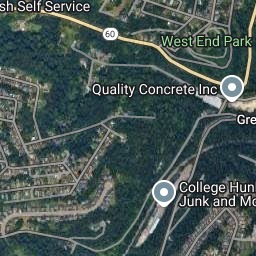 sh Self Service
60
West End Park
Quality Concrete Inc
Gre
College Hun
Junk and Mo